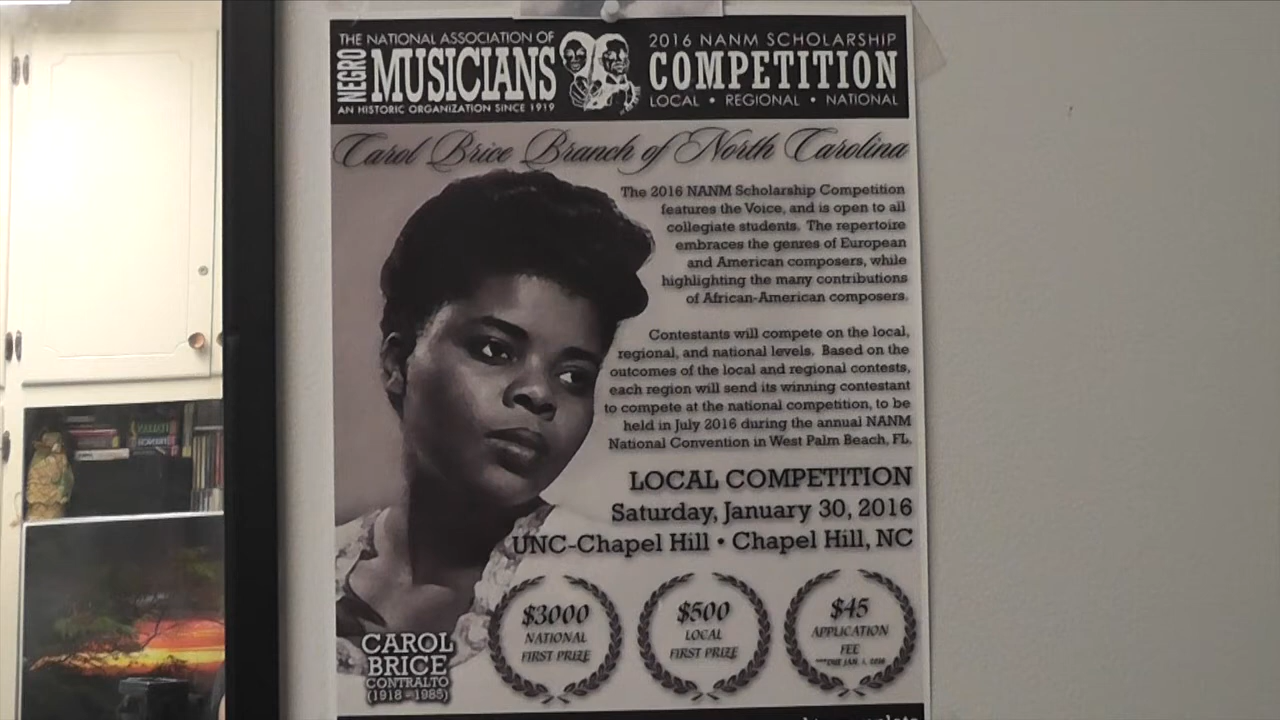 THE NATIONAL ASSOCIATION OF
NEGRO
MUSICIANS
AN HISTORIC ORGANIZATION SINCE 1919
2016 NANM SCHOLARSHIP
COMPETITION
LOCAL • REGIONAL • NATIONAL
Carol Brice Branch of North Carolina
The 2016 NANM Scholarship Competition
features the Voice, and is open to all
collegiate students. The repertoire
embraces the genres of European
and American composers, while
highlighting the many contributions
of African-American composers.
Contestants will compete on the local,
regional, and national levels. Based on the
outcomes of the local and regional contests,
each region will send its winning contestant
to compete at the national competition, to be
held in July 2016 during the annual NANM
National Convention in West Palm Beach, FL.
LOCAL COMPETITION
Saturday, January 30, 2016
UNC-Chapel Hill • Chapel Hill, NC
$3000
NATIONAL
FIRST PRIZE
$500
LOCAL
FIRST PRIZE
$45
APPLICATION
FEE
CAROL
BRICE
CONTRALTO
(1918 - 1985)